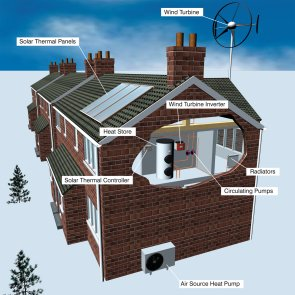 Wind Turbine
Solar Thermal Panels
Wind Turbine Inverter
Heat Store
Solar Thermal Controller
Radiators
Circulating Pumps
Air Source Heat Pump